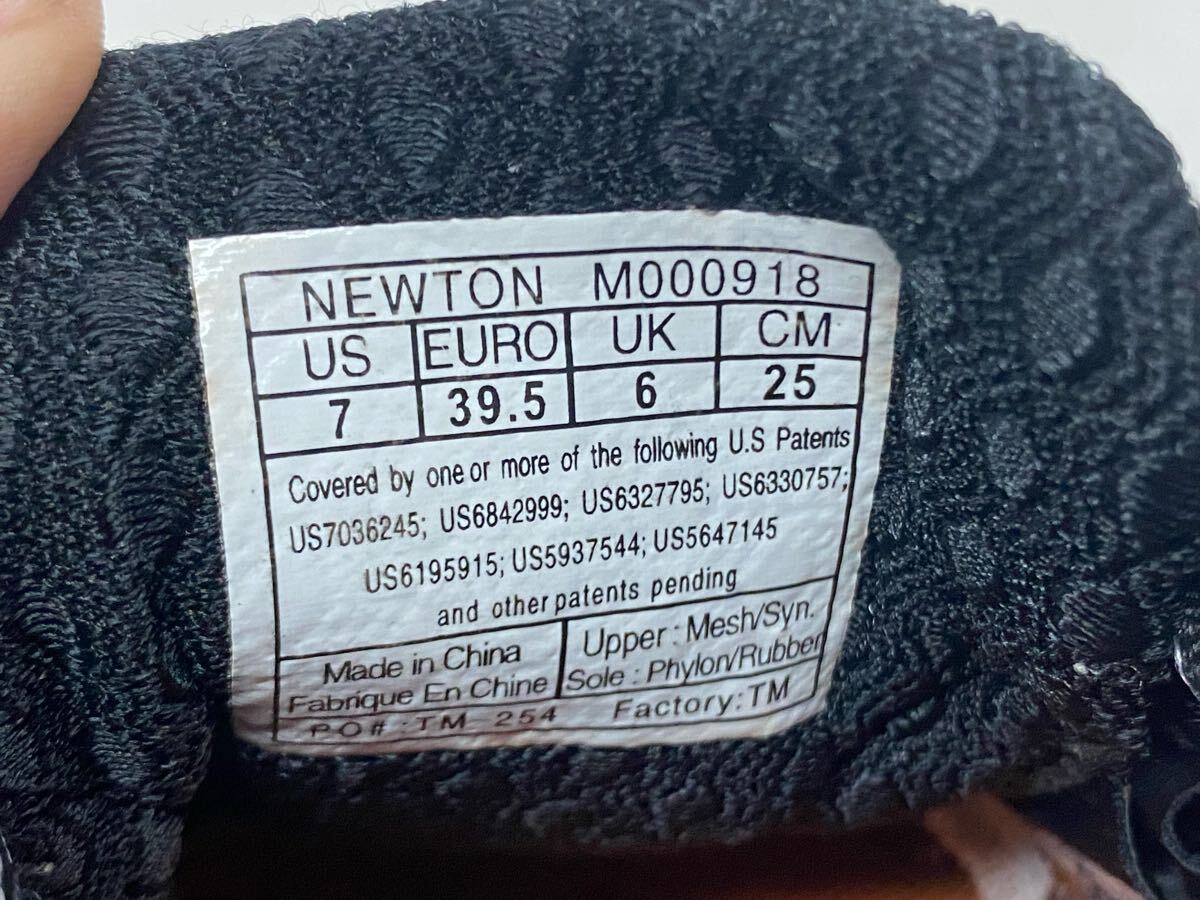 NEWTON M000918
US EURO UK CM
7 39.5 6 25
Covered by one or more of the following U.S Patents
US7036245; US6842999; US6327795; US6330757;
US6195915; US5937544; US5647145
and other patents pending
Made in China
Fabrique En Chine
Upper : Mesh/Syn.
Sole : Phylon/Rubber
PO# : TM 254 Factory: TM